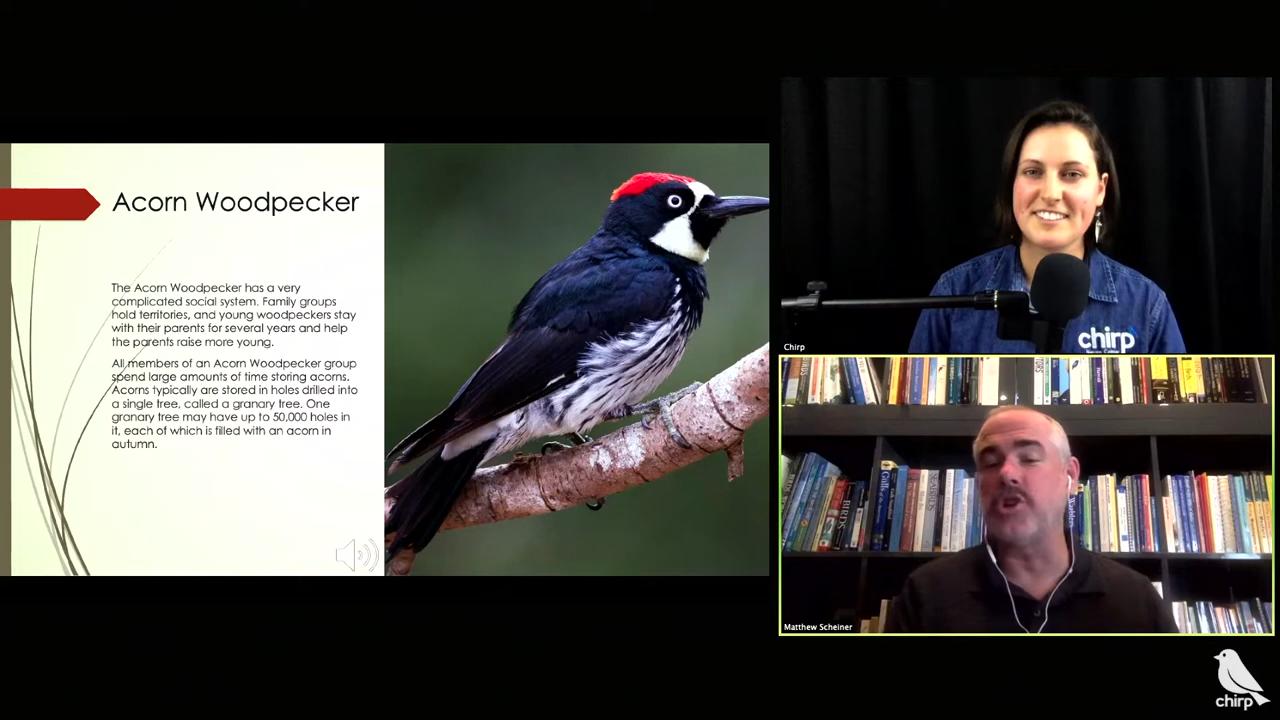 Acorn Woodpecker
The Acorn Woodpecker has a very
complicated social system. Family groups
hold territories, and young woodpeckers stay
with their parents for several years and help
the parents raise more young.
All members of an Acorn Woodpecker group
spend large amounts of time storing acorns.
Acorns typically are stored in holes drilled into
a single tree, called a granary tree. One
granary tree may have up to 50,000 holes in
it, each of which is filled with an acorn in
autumn.
chirp
Chirp
BIRDS
Matthew Scheiner
chirp